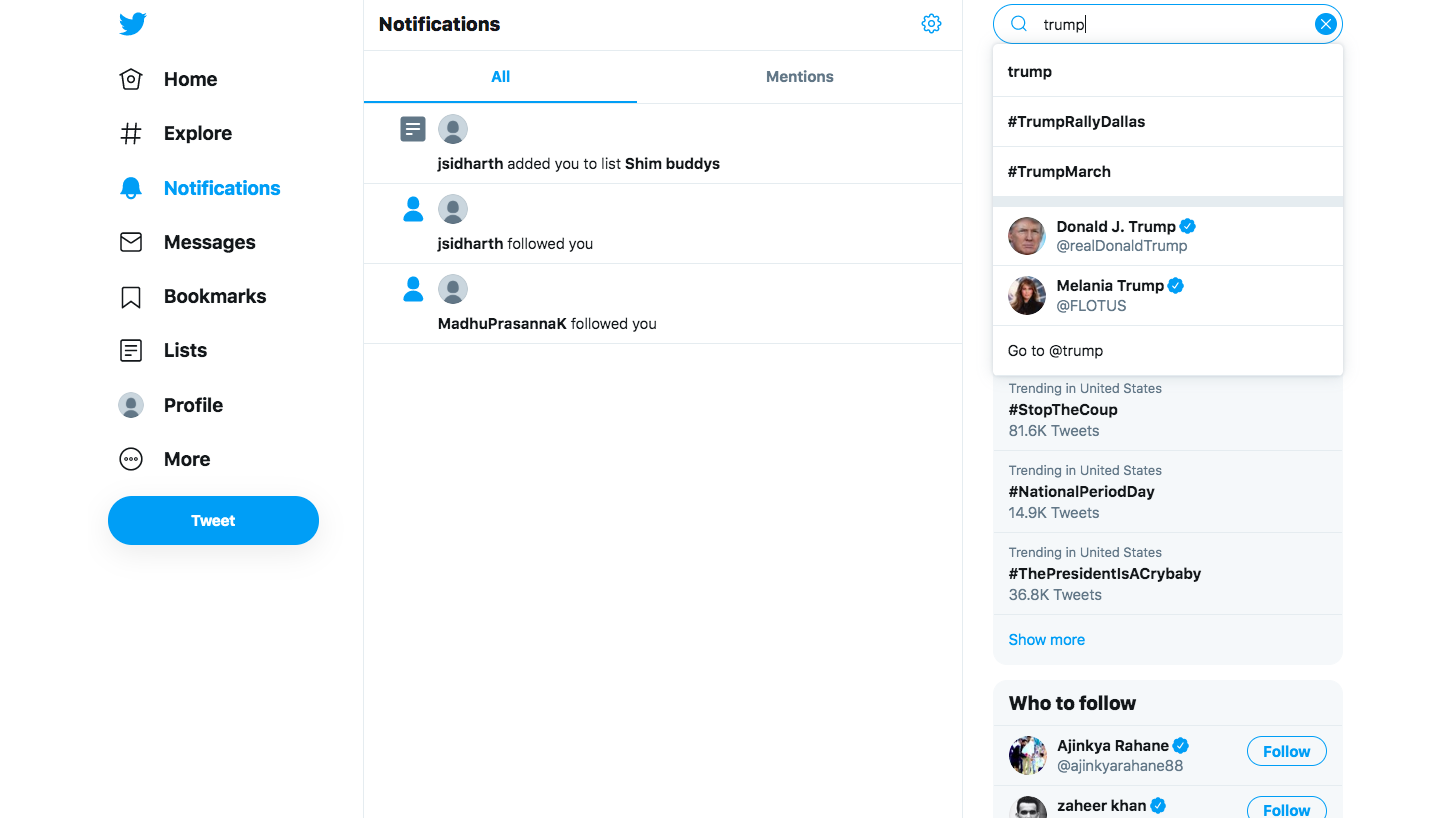 Home
Explore
Notifications
Messages
Bookmarks
Lists
Profile
More
Tweet
Notifications
All
Mentions
jsidharth added you to list Shim buddys
jsidharth followed you
MadhuPrasannaK followed you
trump
trump
#TrumpRallyDallas
#TrumpMarch
Donald J. Trump
@realDonaldTrump
Melania Trump
@FLOTUS
Go to @trump
Trending in United States
#StopTheCoup
81.6K Tweets
Trending in United States
#NationalPeriodDay
14.9K Tweets
Trending in United States
#ThePresidentIsACrybaby
36.8K Tweets
Show more
Who to follow
Ajinkya Rahane
@ajinkyarahane88
Follow
zaheer khan
Follow